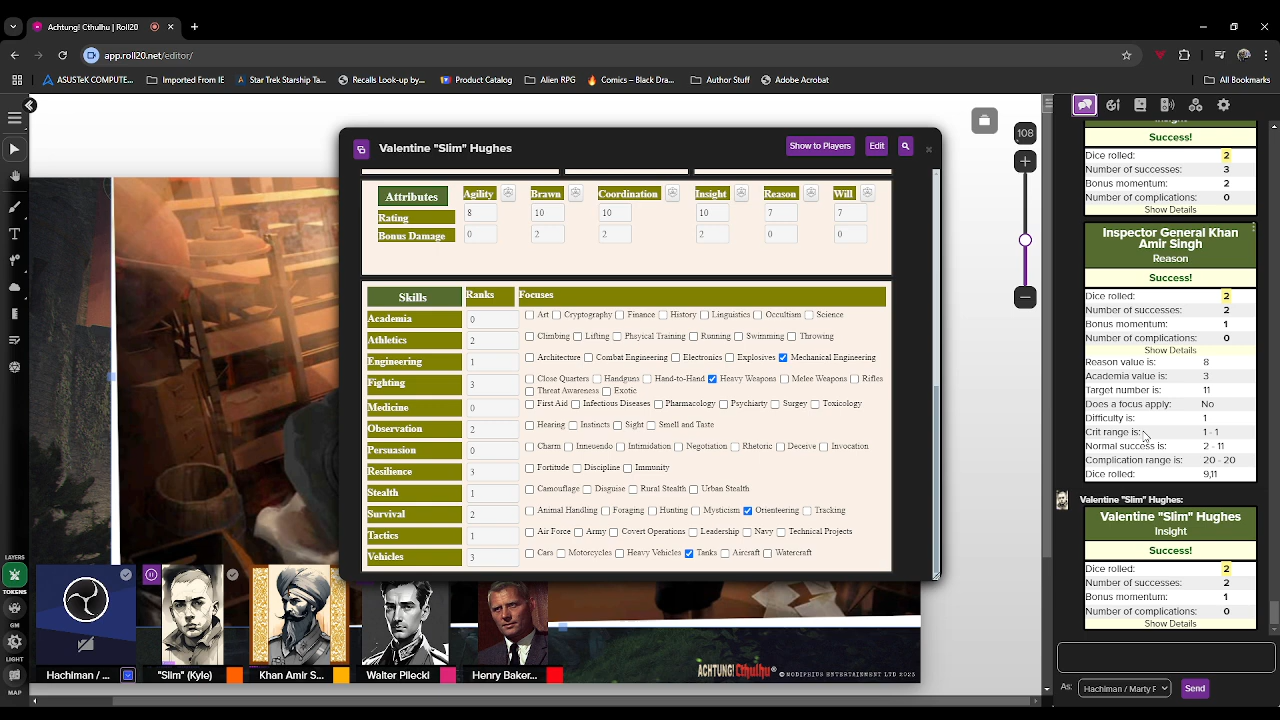 Achtung! Cthulhu | Roll20
app.roll20.net/editor/
ASUSTeK COMPUTE...
Imported From IE
Star Trek Starship Ta...
Recalls Look-up by...
Product Catalog
Alien RPG
Comics – Black Dra...
Author Stuff
Adobe Acrobat
All Bookmarks
Valentine "Slim" Hughes
Show to Players
Edit
Attributes Agility Brawn Coordination Insight Reason Will
Rating 8 10 10 10 7 7
Bonus Damage 0 2 2 2 0 0
Skills Ranks Focuses
Academia 0 Art Cryptography Finance History Linguistics Occultism Science
Athletics 2 Climbing Lifting Phsyical Training Running Swimming Throwing
Engineering 1 Architecture Combat Engineering Electronics Explosives Mechanical Engineering
Fighting 3 Close Quarters Handguns Hand-to-Hand Heavy Weapons Melee Weapons Rifles
Threat Awareness Exotic
Medicine 0 First Aid Infectious Diseases Pharmacology Psychiarty Surgey Toxicology
Observation 2 Hearing Instincts Sight Smell and Taste
Persuasion 0 Charm Inneuendo Intimidation Negotiation Rhetoric Deceive Invocation
Resilience 3 Fortitude Discipline Immunity
Stealth 1 Camouflage Disguise Rural Stealth Urban Stealth
Survival 2 Animal Handling Foraging Hunting Mysticism Orienteering Tracking
Tactics 1 Air Force Army Covert Operations Leadership Navy Technical Projects
Vehicles 3 Cars Motorcycles Heavy Vehicles Tanks Aircraft Watercraft
LAYERS
TOKENS
GM
LIGHT
MAP
Hachiman / ...
"Slim" (Kyle)
Khan Amir S...
Walter Pilecki
Henry Baker...
ACHTUNG! Cthulhu®
© MODIPHIUS ENTERTAINMENT LTD 2023
108
Insight
Success!
Dice rolled: 2
Number of successes: 3
Bonus momentum: 2
Number of complications: 0
Show Details
Inspector General Khan
Amir Singh
Reason
Success!
Dice rolled: 2
Number of successes: 2
Bonus momentum: 1
Number of complications: 0
Show Details
Reason value is: 8
Academia value is: 3
Target number is: 11
Does a focus apply: No
Difficulty is: 1
Crit range is: 1 - 1
Normal success is: 2 - 11
Complication range is: 20 - 20
Dice rolled: 9,11
Valentine "Slim" Hughes:
Valentine "Slim" Hughes
Insight
Success!
Dice rolled: 2
Number of successes: 2
Bonus momentum: 1
Number of complications: 0
Show Details
As: Hachiman / Marty F
Send